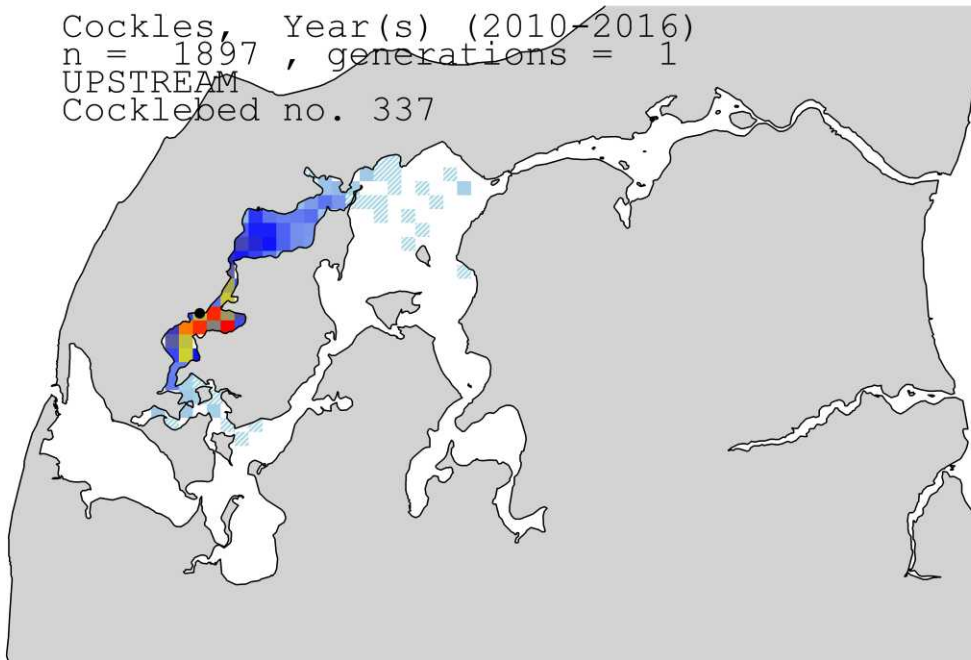 Cockles, Year(s) (2010-2016)
n = 1897 , generations = 1
UPSTREAM
Cocklebed no. 337